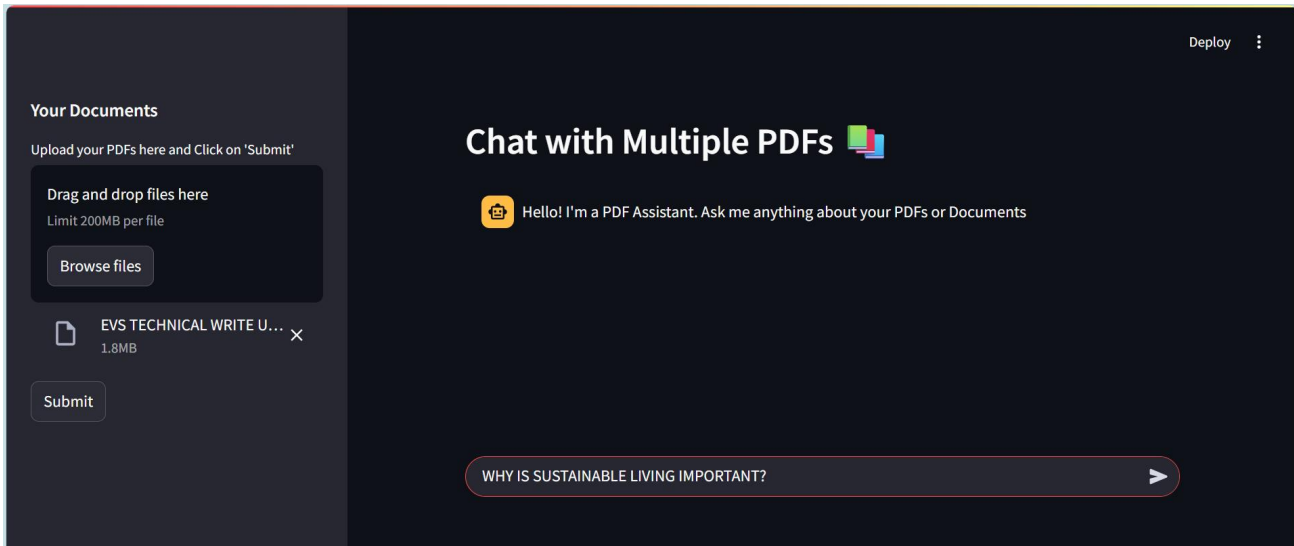 Deploy
Your Documents
Upload your PDFs here and Click on 'Submit'
Drag and drop files here
Limit 200MB per file
Browse files
EVS TECHNICAL WRITE U...
1.8MB
Submit
Chat with Multiple PDFs
Hello! I'm a PDF Assistant. Ask me anything about your PDFs or Documents
WHY IS SUSTAINABLE LIVING IMPORTANT?